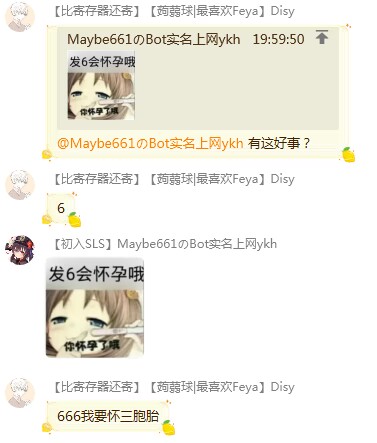 【比寄存器还寄】【蒟蒻球|最喜欢Feya】Disy
Maybe661のBot实名上网ykh 19:59:50
发6会怀孕哦
你怀孕了哦
@Maybe661のBot实名上网ykh 有这好事？
【比寄存器还寄】【蒟蒻球|最喜欢Feya】Disy
6
【初入SLS】Maybe661のBot实名上网ykh
发6会怀孕哦
你怀孕了哦
【比寄存器还寄】【蒟蒻球|最喜欢Feya】Disy
666我要怀三胞胎